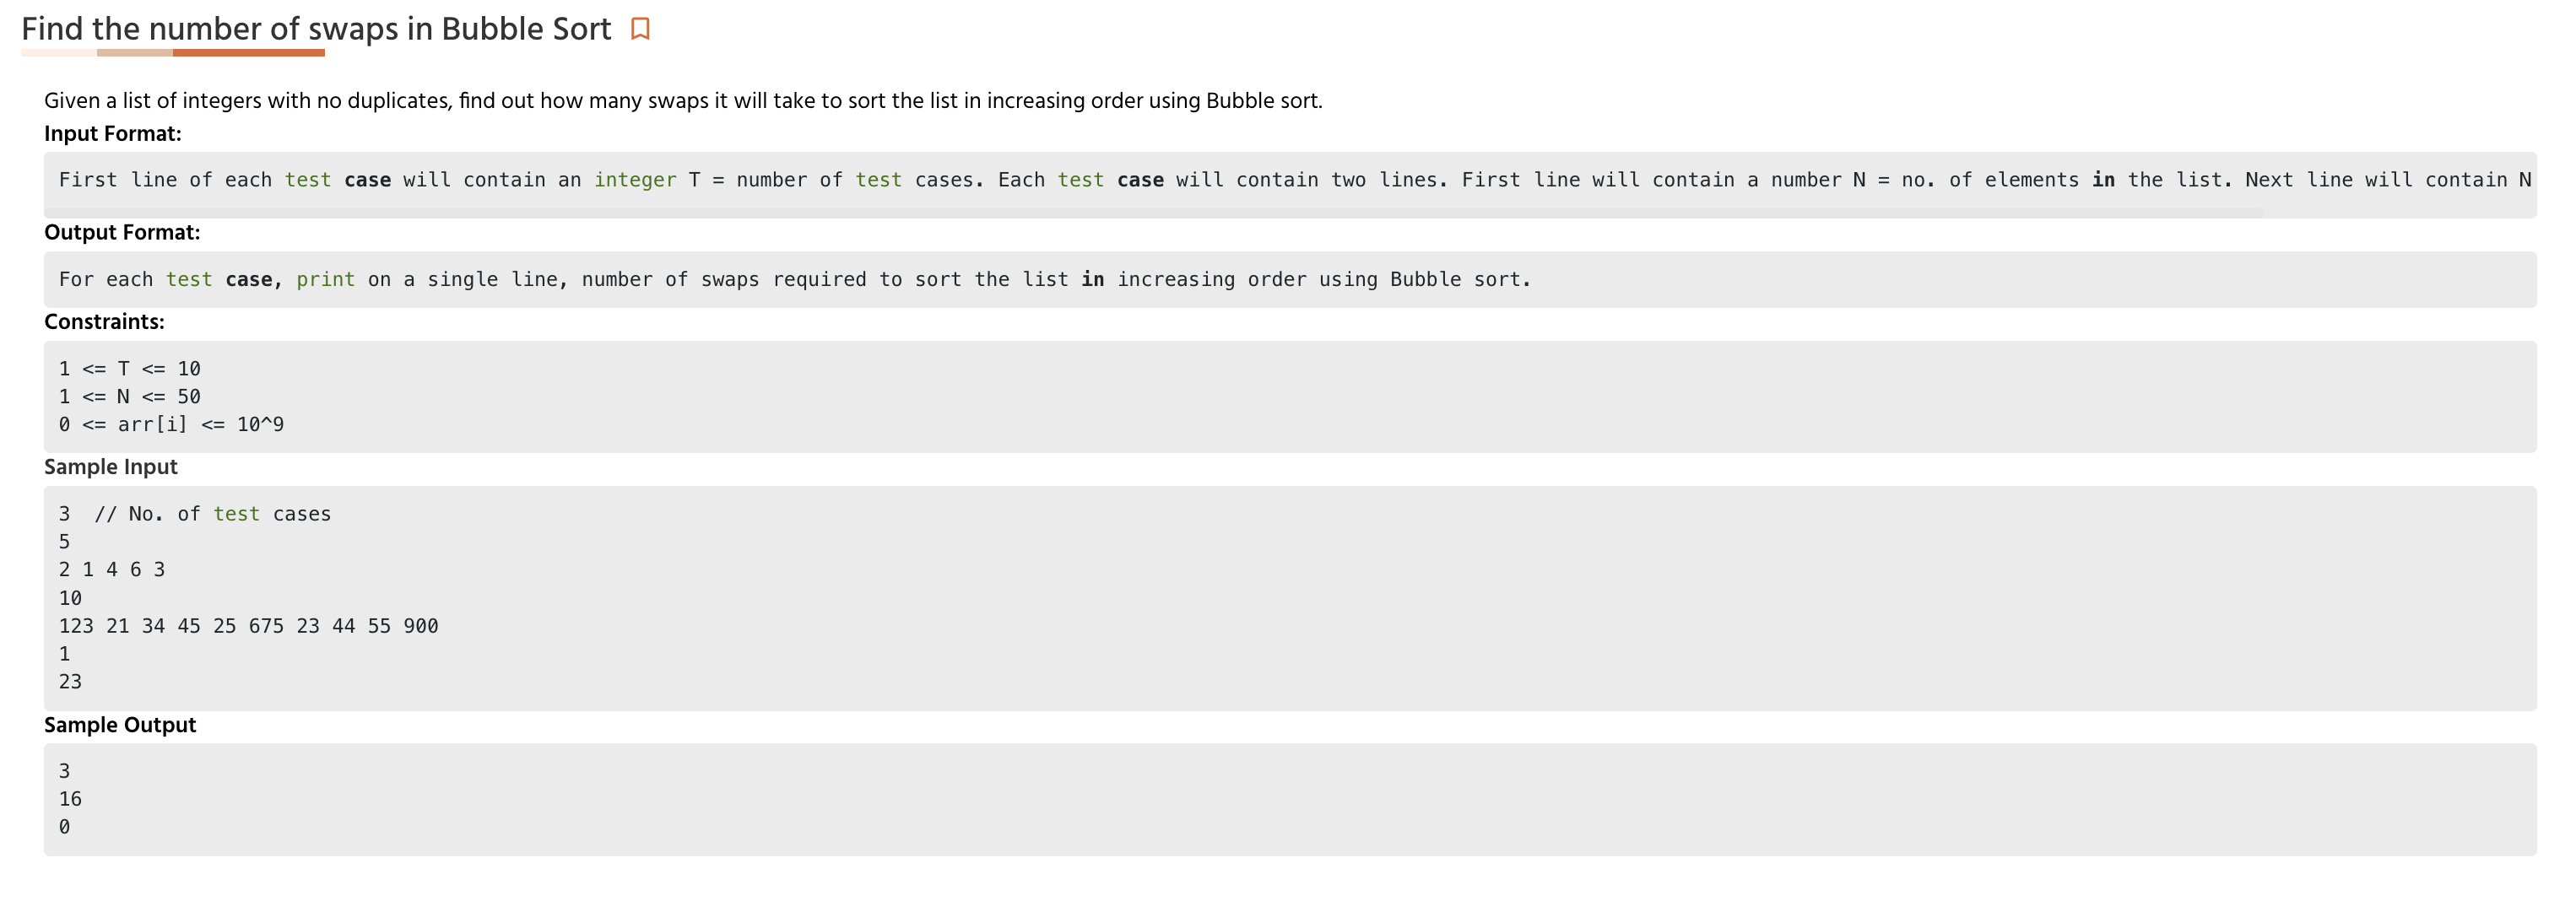 Find the number of swaps in Bubble Sort
Given a list of integers with no duplicates, find out how many swaps it will take to sort the list in increasing order using Bubble sort.
Input Format:
First line of each test case will contain an integer T = number of test cases. Each test case will contain two lines. First line will contain a number N = no. of elements in the list. Next line will contain N
Output Format:
For each test case, print on a single line, number of swaps required to sort the list in increasing order using Bubble sort.
Constraints:
1 <= T <= 10
1 <= N <= 50
0 <= arr[i] <= 10^9
Sample Input
3  // No. of test cases
5
2 1 4 6 3
10
123 21 34 45 25 675 23 44 55 900
1
23
Sample Output
3
16
0